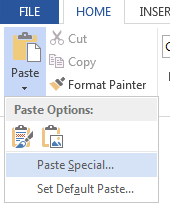 FILE HOME INSER
Paste
Cut
Copy
Format Painter
Paste Options:
Paste Special...
Set Default Paste...